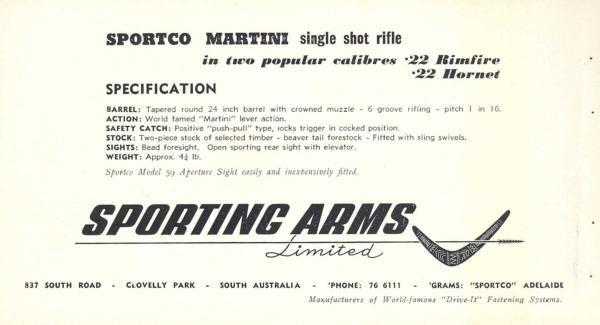 SPORTCO MARTINI single shot rifle
in two popular calibres ·22 Rimfire
·22 Hornet
SPECIFICATION
BARREL: Tapered round 24 inch barrel with crowned muzzle - 6 groove rifling - pitch 1 in 16.
ACTION: World famed "Martini" lever action.
SAFETY CATCH: Positive "push-pull" type, locks trigger in cocked position.
STOCK: Two-piece stock of selected timber - beaver tail forestock - Fitted with sling swivels.
SIGHTS: Bead foresight. Open sporting rear sight with elevator.
WEIGHT: Approx. 4¼ lb.
Sportco Model 59 Aperture Sight easily and inexpensively fitted.
SPORTING ARMS
Limited
837 SOUTH ROAD - CLOVELLY PARK - SOUTH AUSTRALIA - 'PHONE: 76 6111 - 'GRAMS: "SPORTCO" ADELAIDE
Manufacturers of World-famous "Drive-It" Fastening Systems.